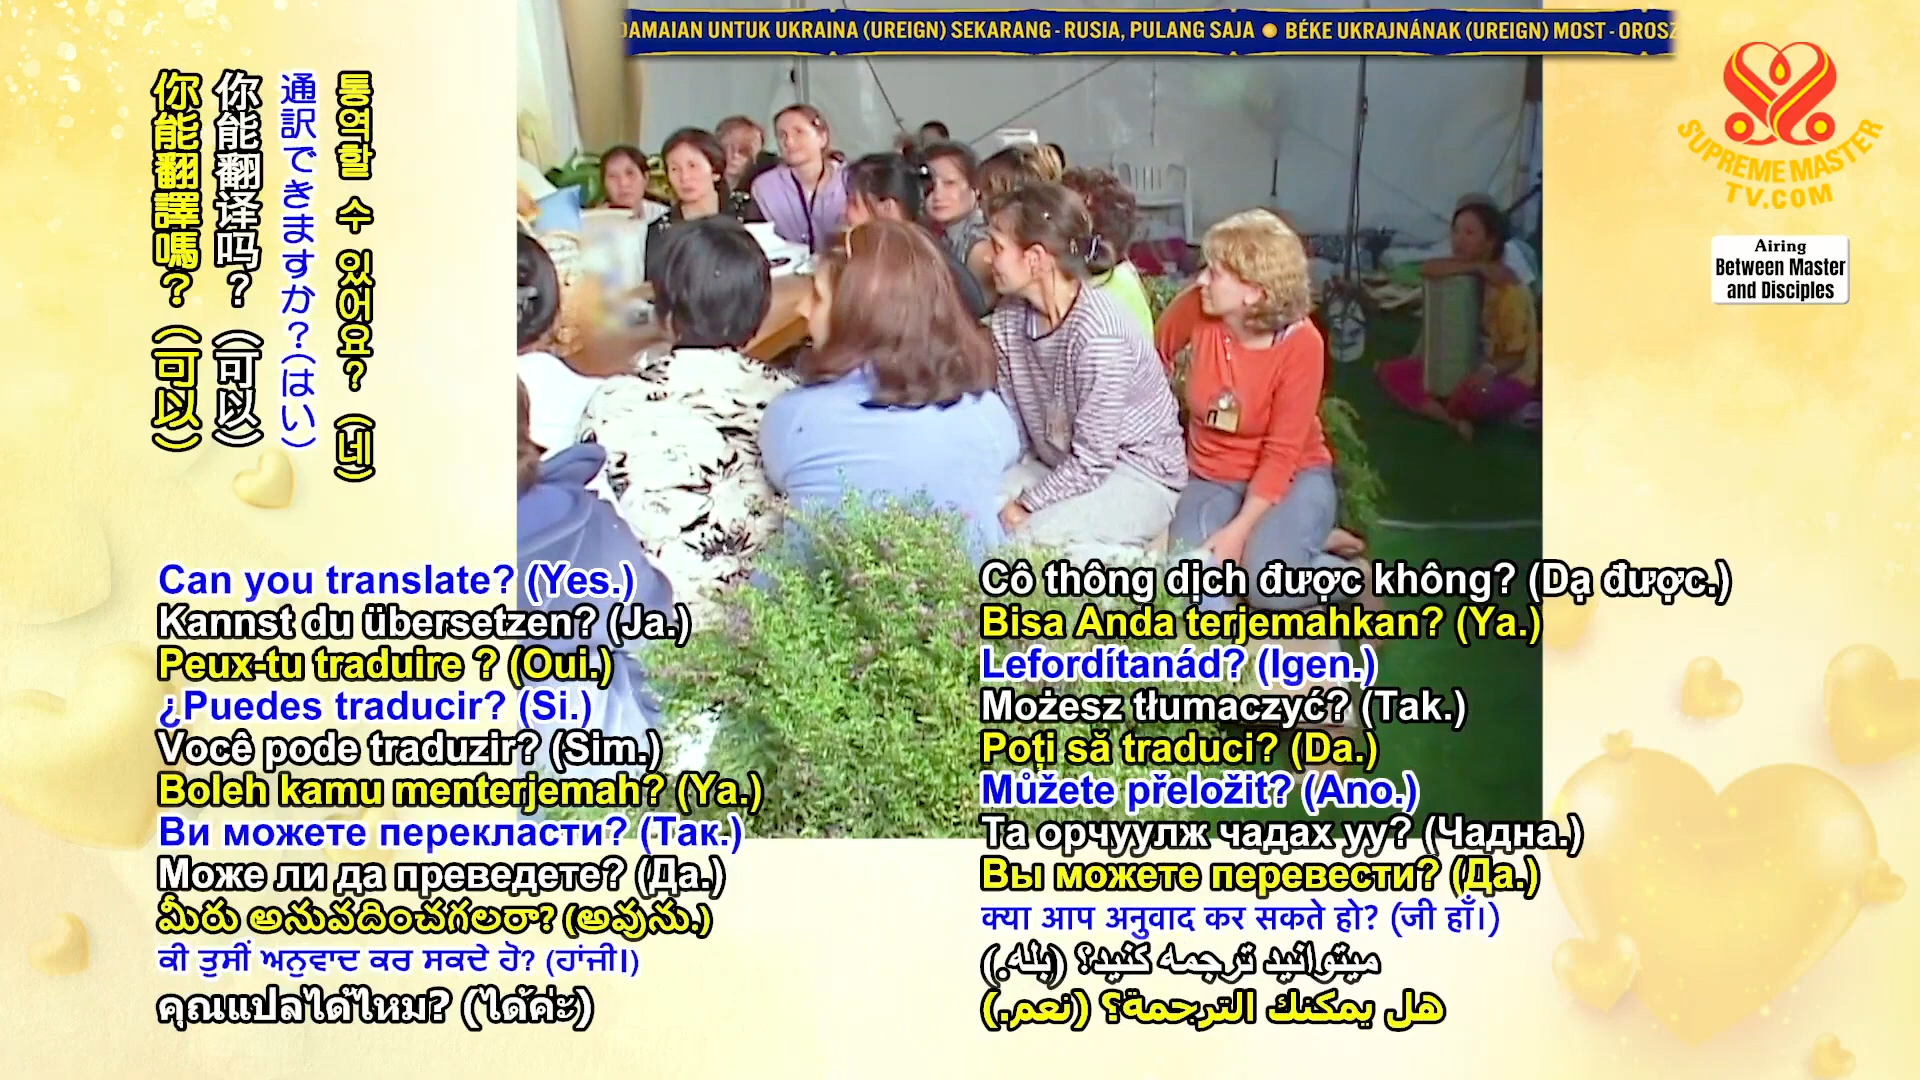 DAMAIAN UNTUK UKRAINA (UREIGN) SEKARANG - RUSIA, PULANG SAJA ● BÉKE UKRAJNÁNAK (UREIGN) MOST - OROSZ
SUPREME MASTER
TV.COM
Airing
Between Master
and Disciples
통역할 수 있어요? (네)
通訳できますか?(はい)
你能翻译吗?(可以)
你能翻譯嗎?(可以)
Can you translate? (Yes.)
Kannst du übersetzen? (Ja.)
Peux-tu traduire ? (Oui.)
¿Puedes traducir? (Si.)
Você pode traduzir? (Sim.)
Boleh kamu menterjemah? (Ya.)
Ви можете перекласти? (Так.)
Може ли да преведете? (Да.)
మీరు అనువదించగలరా? (అవును.)
ਕੀ ਤੁਸੀਂ ਅਨੁਵਾਦ ਕਰ ਸਕਦੇ ਹੋ? (ਹਾਂਜੀ।)
คุณแปลได้ไหม? (ได้ค่ะ)
Cô thông dịch được không? (Dạ được.)
Bisa Anda terjemahkan? (Ya.)
Lefordítanád? (Igen.)
Możesz tłumaczyć? (Tak.)
Poți să traduci? (Da.)
Můžete přeložit? (Ano.)
Та орчуулж чадах уу? (Чадна.)
Вы можете перевести? (Да.)
क्या आप अनुवाद कर सकते हो? (जी हाँ।)
میتوانید ترجمه کنید؟ (بله.)
هل يمكنك الترجمة؟ (نعم.)